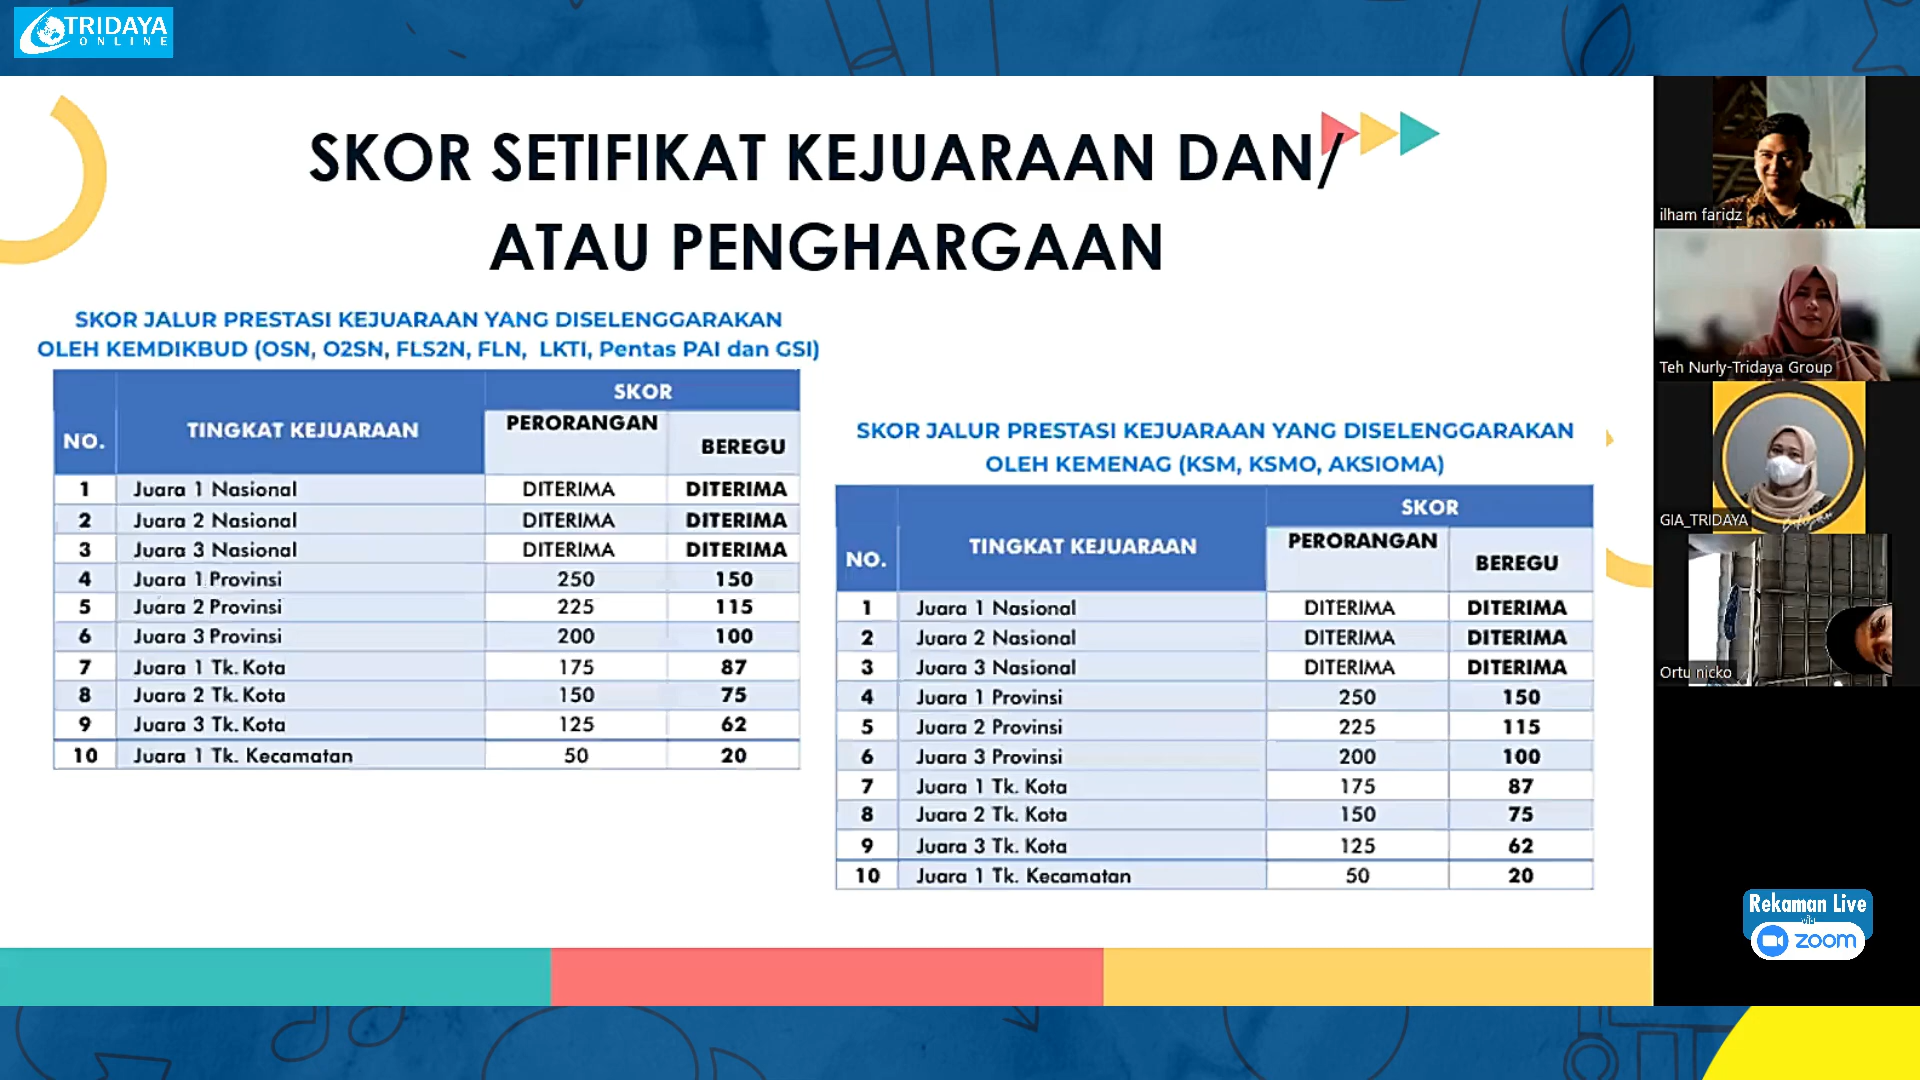 TRIDAYA
ONLINE
SKOR SETIFIKAT KEJUARAAN DAN/
ATAU PENGHARGAAN
SKOR JALUR PRESTASI KEJUARAAN YANG DISELENGGARAKAN
OLEH KEMDIKBUD (OSN, O2SN, FLS2N, FLN, LKTI, Pentas PAI dan GSI)
NO. TINGKAT KEJUARAAN SKOR
PERORANGAN BEREGU
1 Juara 1 Nasional DITERIMA DITERIMA
2 Juara 2 Nasional DITERIMA DITERIMA
3 Juara 3 Nasional DITERIMA DITERIMA
4 Juara 1 Provinsi 250 150
5 Juara 2 Provinsi 225 115
6 Juara 3 Provinsi 200 100
7 Juara 1 Tk. Kota 175 87
8 Juara 2 Tk. Kota 150 75
9 Juara 3 Tk. Kota 125 62
10 Juara 1 Tk. Kecamatan 50 20
SKOR JALUR PRESTASI KEJUARAAN YANG DISELENGGARAKAN
OLEH KEMENAG (KSM, KSMO, AKSIOMA)
NO. TINGKAT KEJUARAAN SKOR
PERORANGAN BEREGU
1 Juara 1 Nasional DITERIMA DITERIMA
2 Juara 2 Nasional DITERIMA DITERIMA
3 Juara 3 Nasional DITERIMA DITERIMA
4 Juara 1 Provinsi 250 150
5 Juara 2 Provinsi 225 115
6 Juara 3 Provinsi 200 100
7 Juara 1 Tk. Kota 175 87
8 Juara 2 Tk. Kota 150 75
9 Juara 3 Tk. Kota 125 62
10 Juara 1 Tk. Kecamatan 50 20
ilham faridz
Teh Nurly-Tridaya Group
GIA_TRIDAYA
Ortu nicko
Rekaman Live
via
zoom